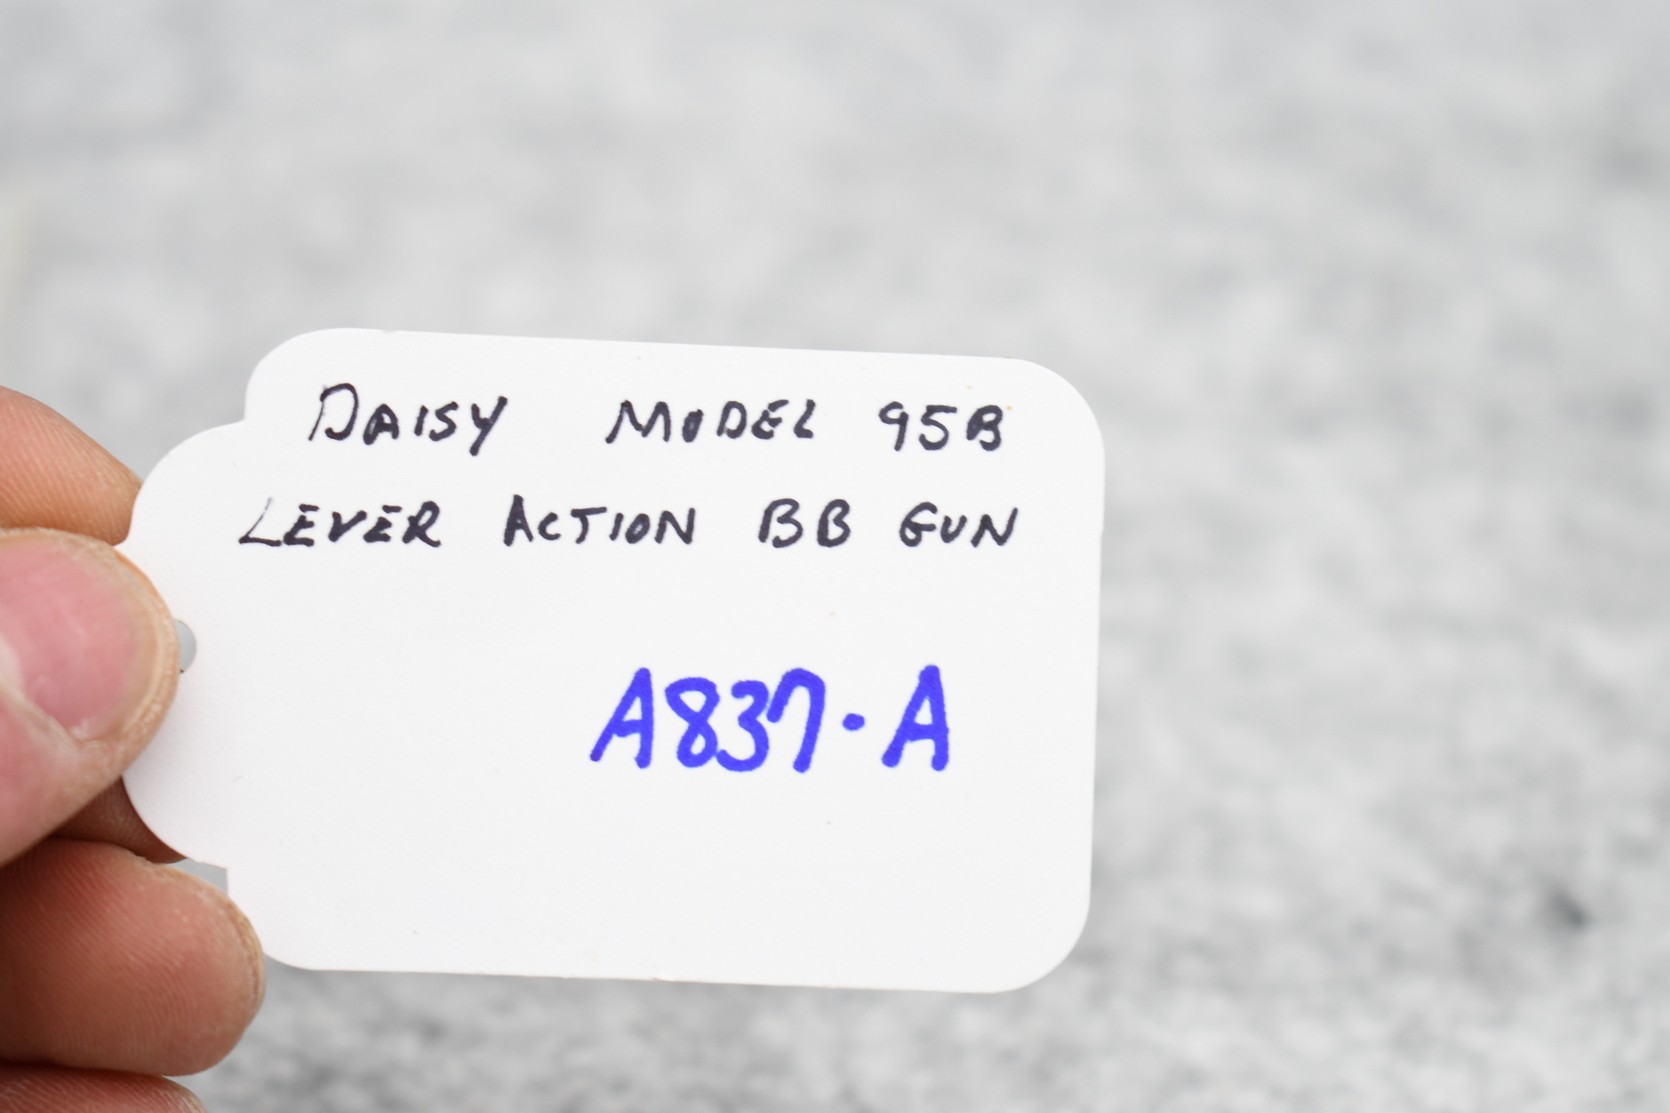 DAISY MODEL 95B
LEVER ACTION BB GUN
A837-A